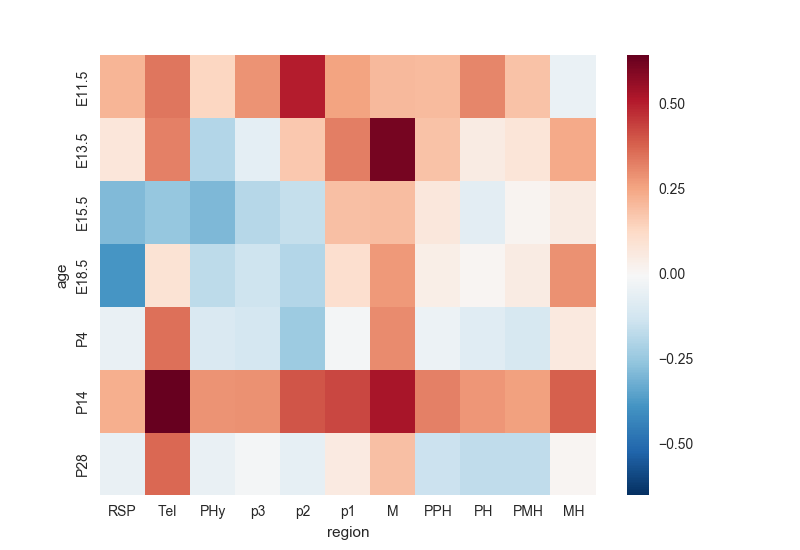 E11.5
E13.5
E15.5
E18.5
P4
P14
P28
age
RSP Tel PHy p3 p2 p1 M PPH PH PMH MH
region
0.50
0.25
0.00
−0.25
−0.50